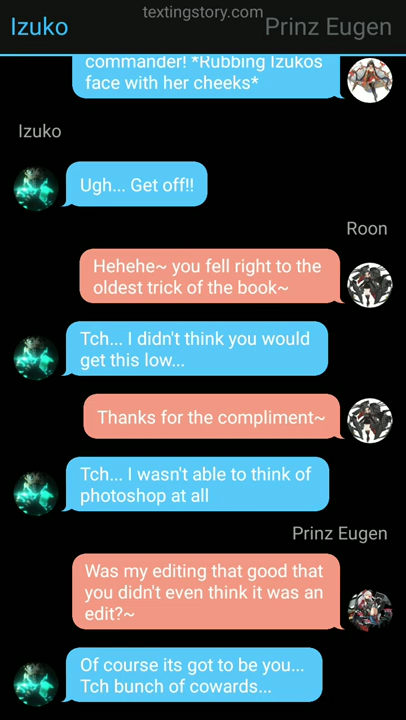 textingstory.com
Izuko
Prinz Eugen
commander! *Rubbing Izukos
face with her cheeks*
Izuko
Ugh... Get off!!
Roon
Hehehe~ you fell right to the
oldest trick of the book~
Tch... I didn't think you would
get this low...
Thanks for the compliment~
Tch... I wasn't able to think of
photoshop at all
Prinz Eugen
Was my editing that good that
you didn't even think it was an
edit?~
Of course its got to be you...
Tch bunch of cowards...